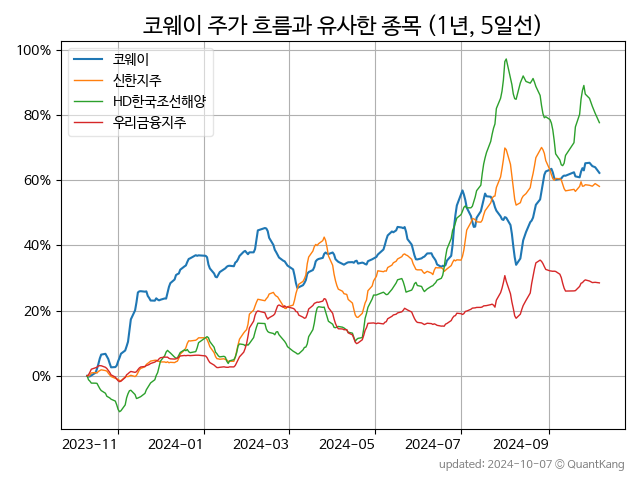 코웨이 주가 흐름과 유사한 종목 (1년, 5일선)
100%
80%
60%
40%
20%
0%
코웨이
신한지주
HD한국조선해양
우리금융지주
2023-11
2024-01
2024-03
2024-05
2024-07
2024-09
updated: 2024-10-07 © QuantKang